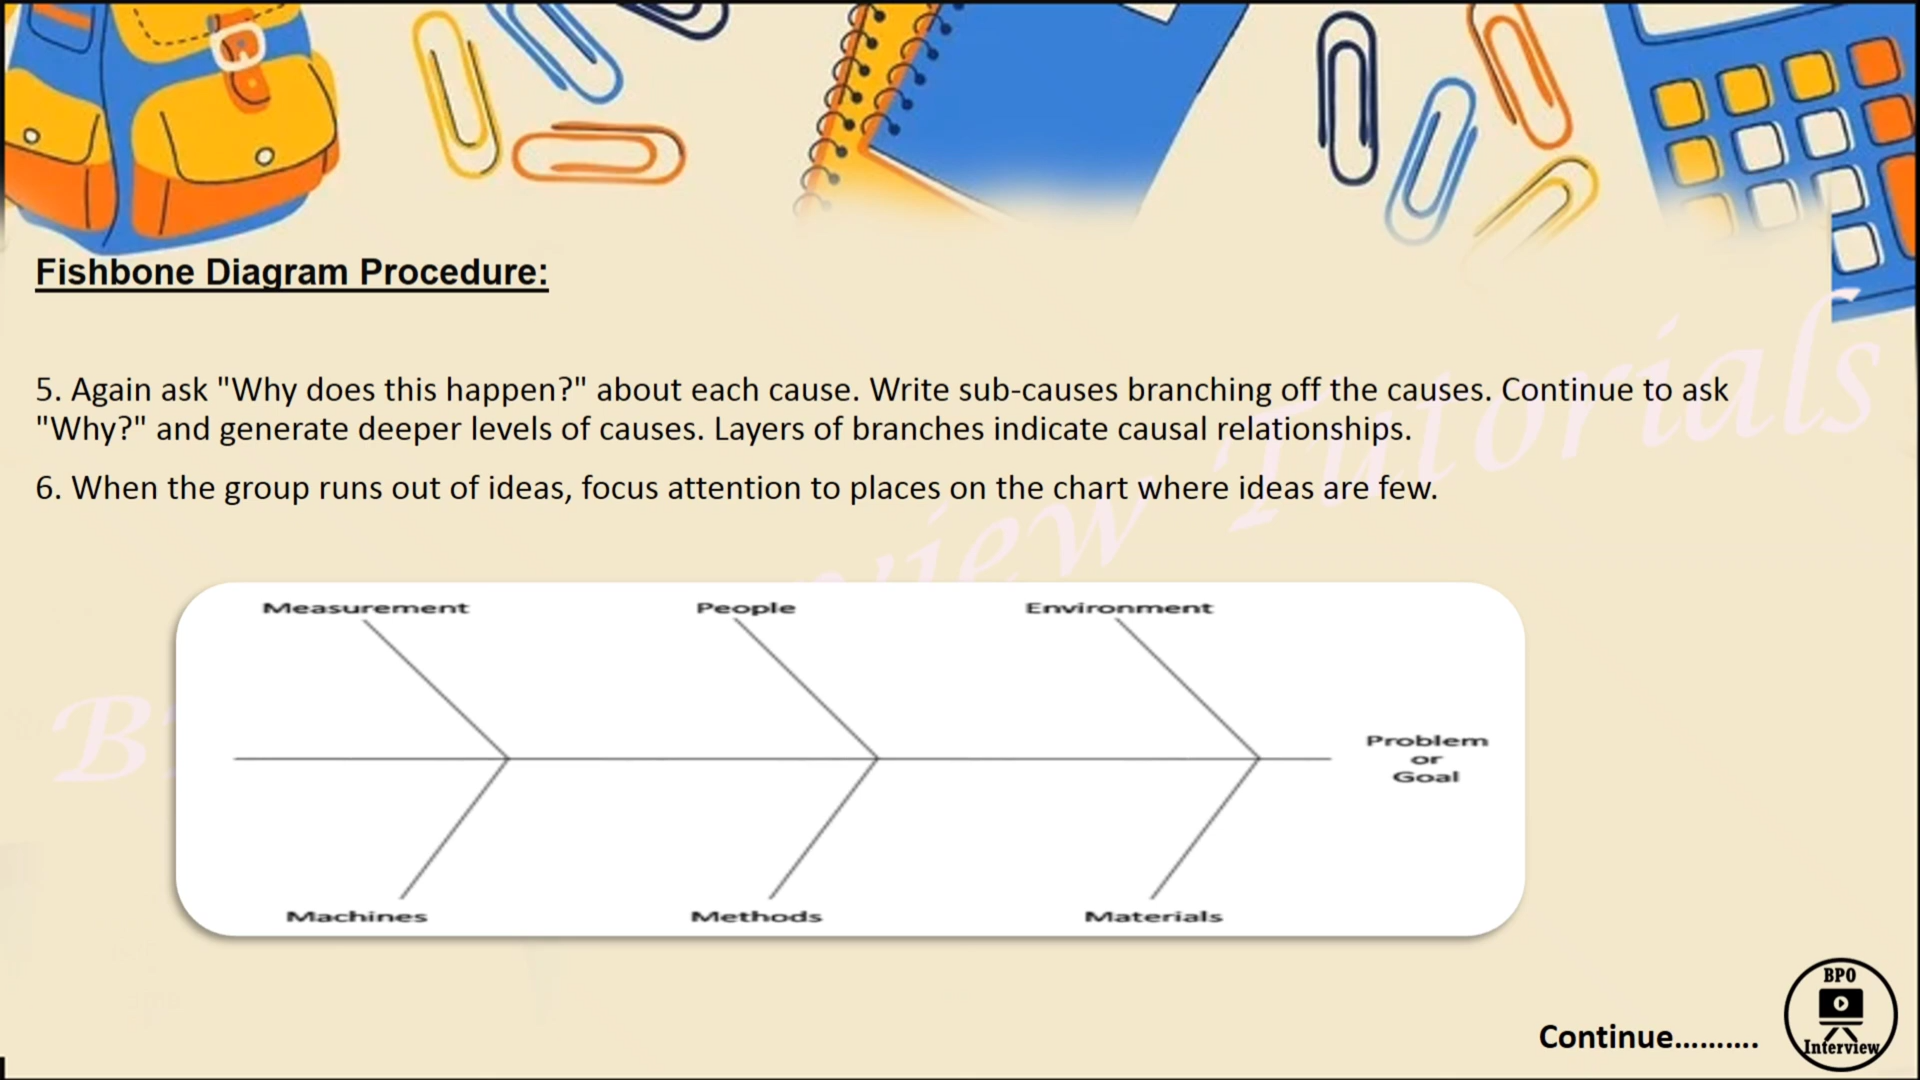 Fishbone Diagram Procedure:
5. Again ask "Why does this happen?" about each cause. Write sub-causes branching off the causes. Continue to ask
"Why?" and generate deeper levels of causes. Layers of branches indicate causal relationships.
6. When the group runs out of ideas, focus attention to places on the chart where ideas are few.
Measurement People Environment
Problem
or
Goal
Machines Methods Materials
Continue..........
BPO
Interview
Tutorials